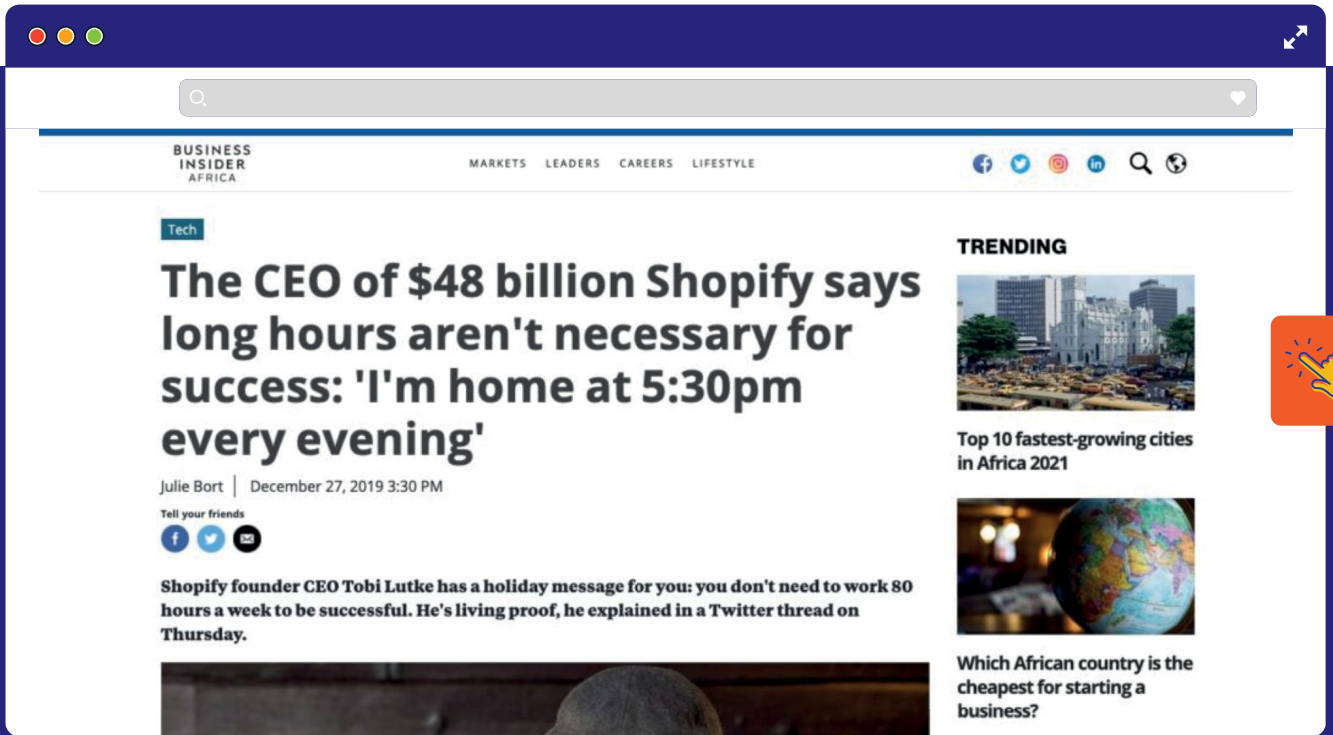 BUSINESS
INSIDER
AFRICA
MARKETS LEADERS CAREERS LIFESTYLE
Tech
The CEO of $48 billion Shopify says
long hours aren't necessary for
success: 'I'm home at 5:30pm
every evening'
Julie Bort | December 27, 2019 3:30 PM
Tell your friends
Shopify founder CEO Tobi Lutke has a holiday message for you: you don't need to work 80
hours a week to be successful. He's living proof, he explained in a Twitter thread on
Thursday.
TRENDING
Top 10 fastest-growing cities
in Africa 2021
Which African country is the
cheapest for starting a
business?